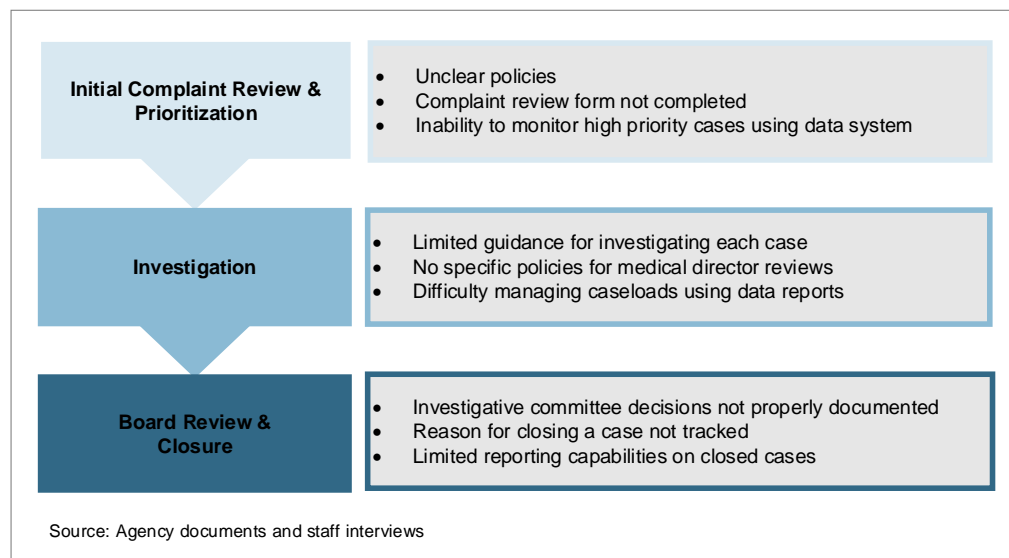 Initial Complaint Review &
Prioritization
• Unclear policies
• Complaint review form not completed
• Inability to monitor high priority cases using data system
Investigation
• Limited guidance for investigating each case
• No specific policies for medical director reviews
• Difficulty managing caseloads using data reports
Board Review &
Closure
• Investigative committee decisions not properly documented
• Reason for closing a case not tracked
• Limited reporting capabilities on closed cases
Source: Agency documents and staff interviews